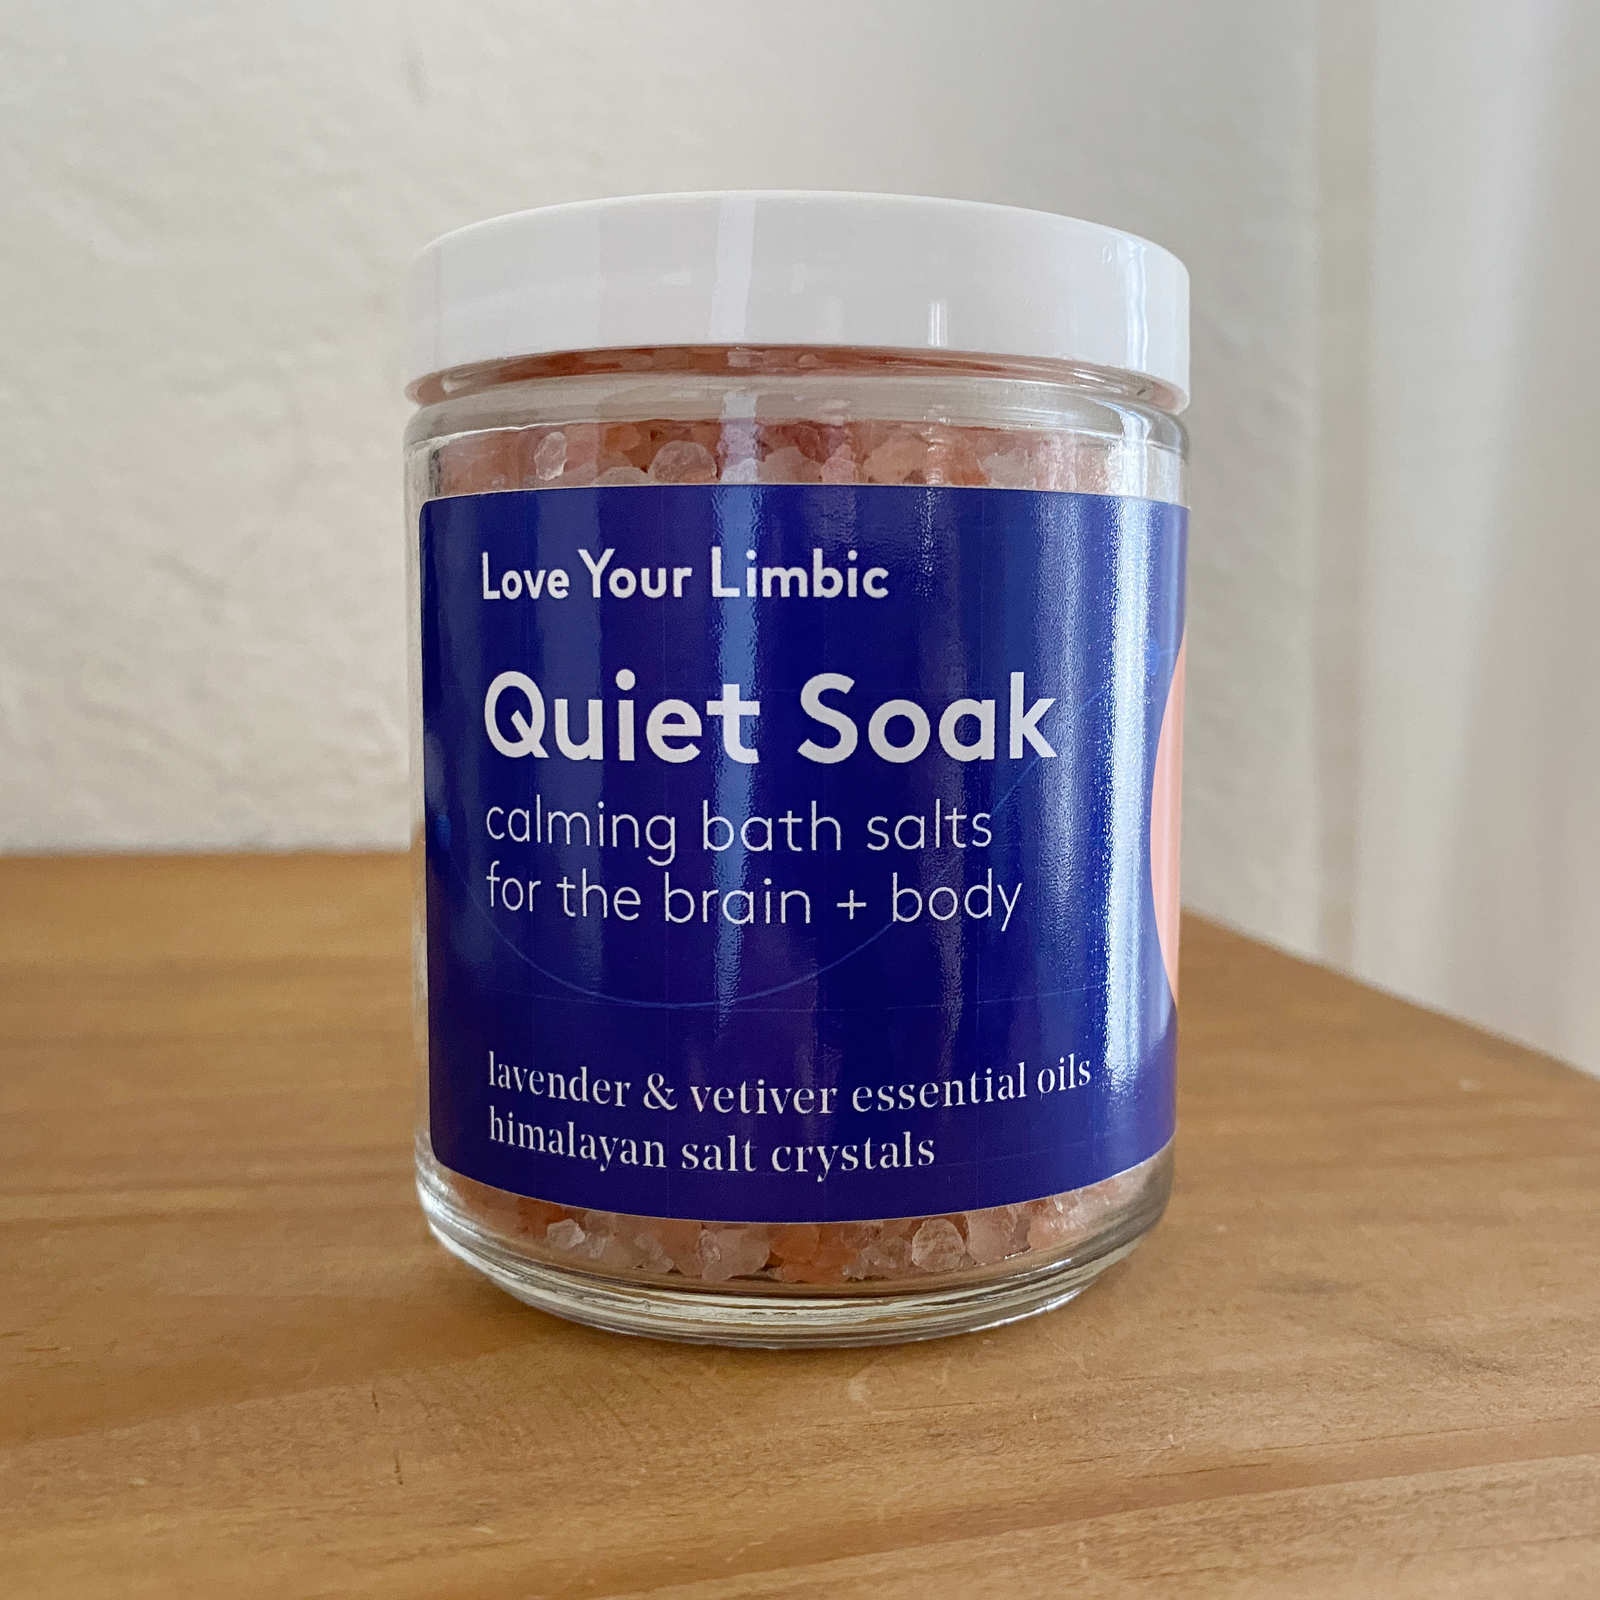 Love Your Limbic
Quiet Soak
calming bath salts
for the brain + body
lavender & vetiver essential oils
himalayan salt crystals